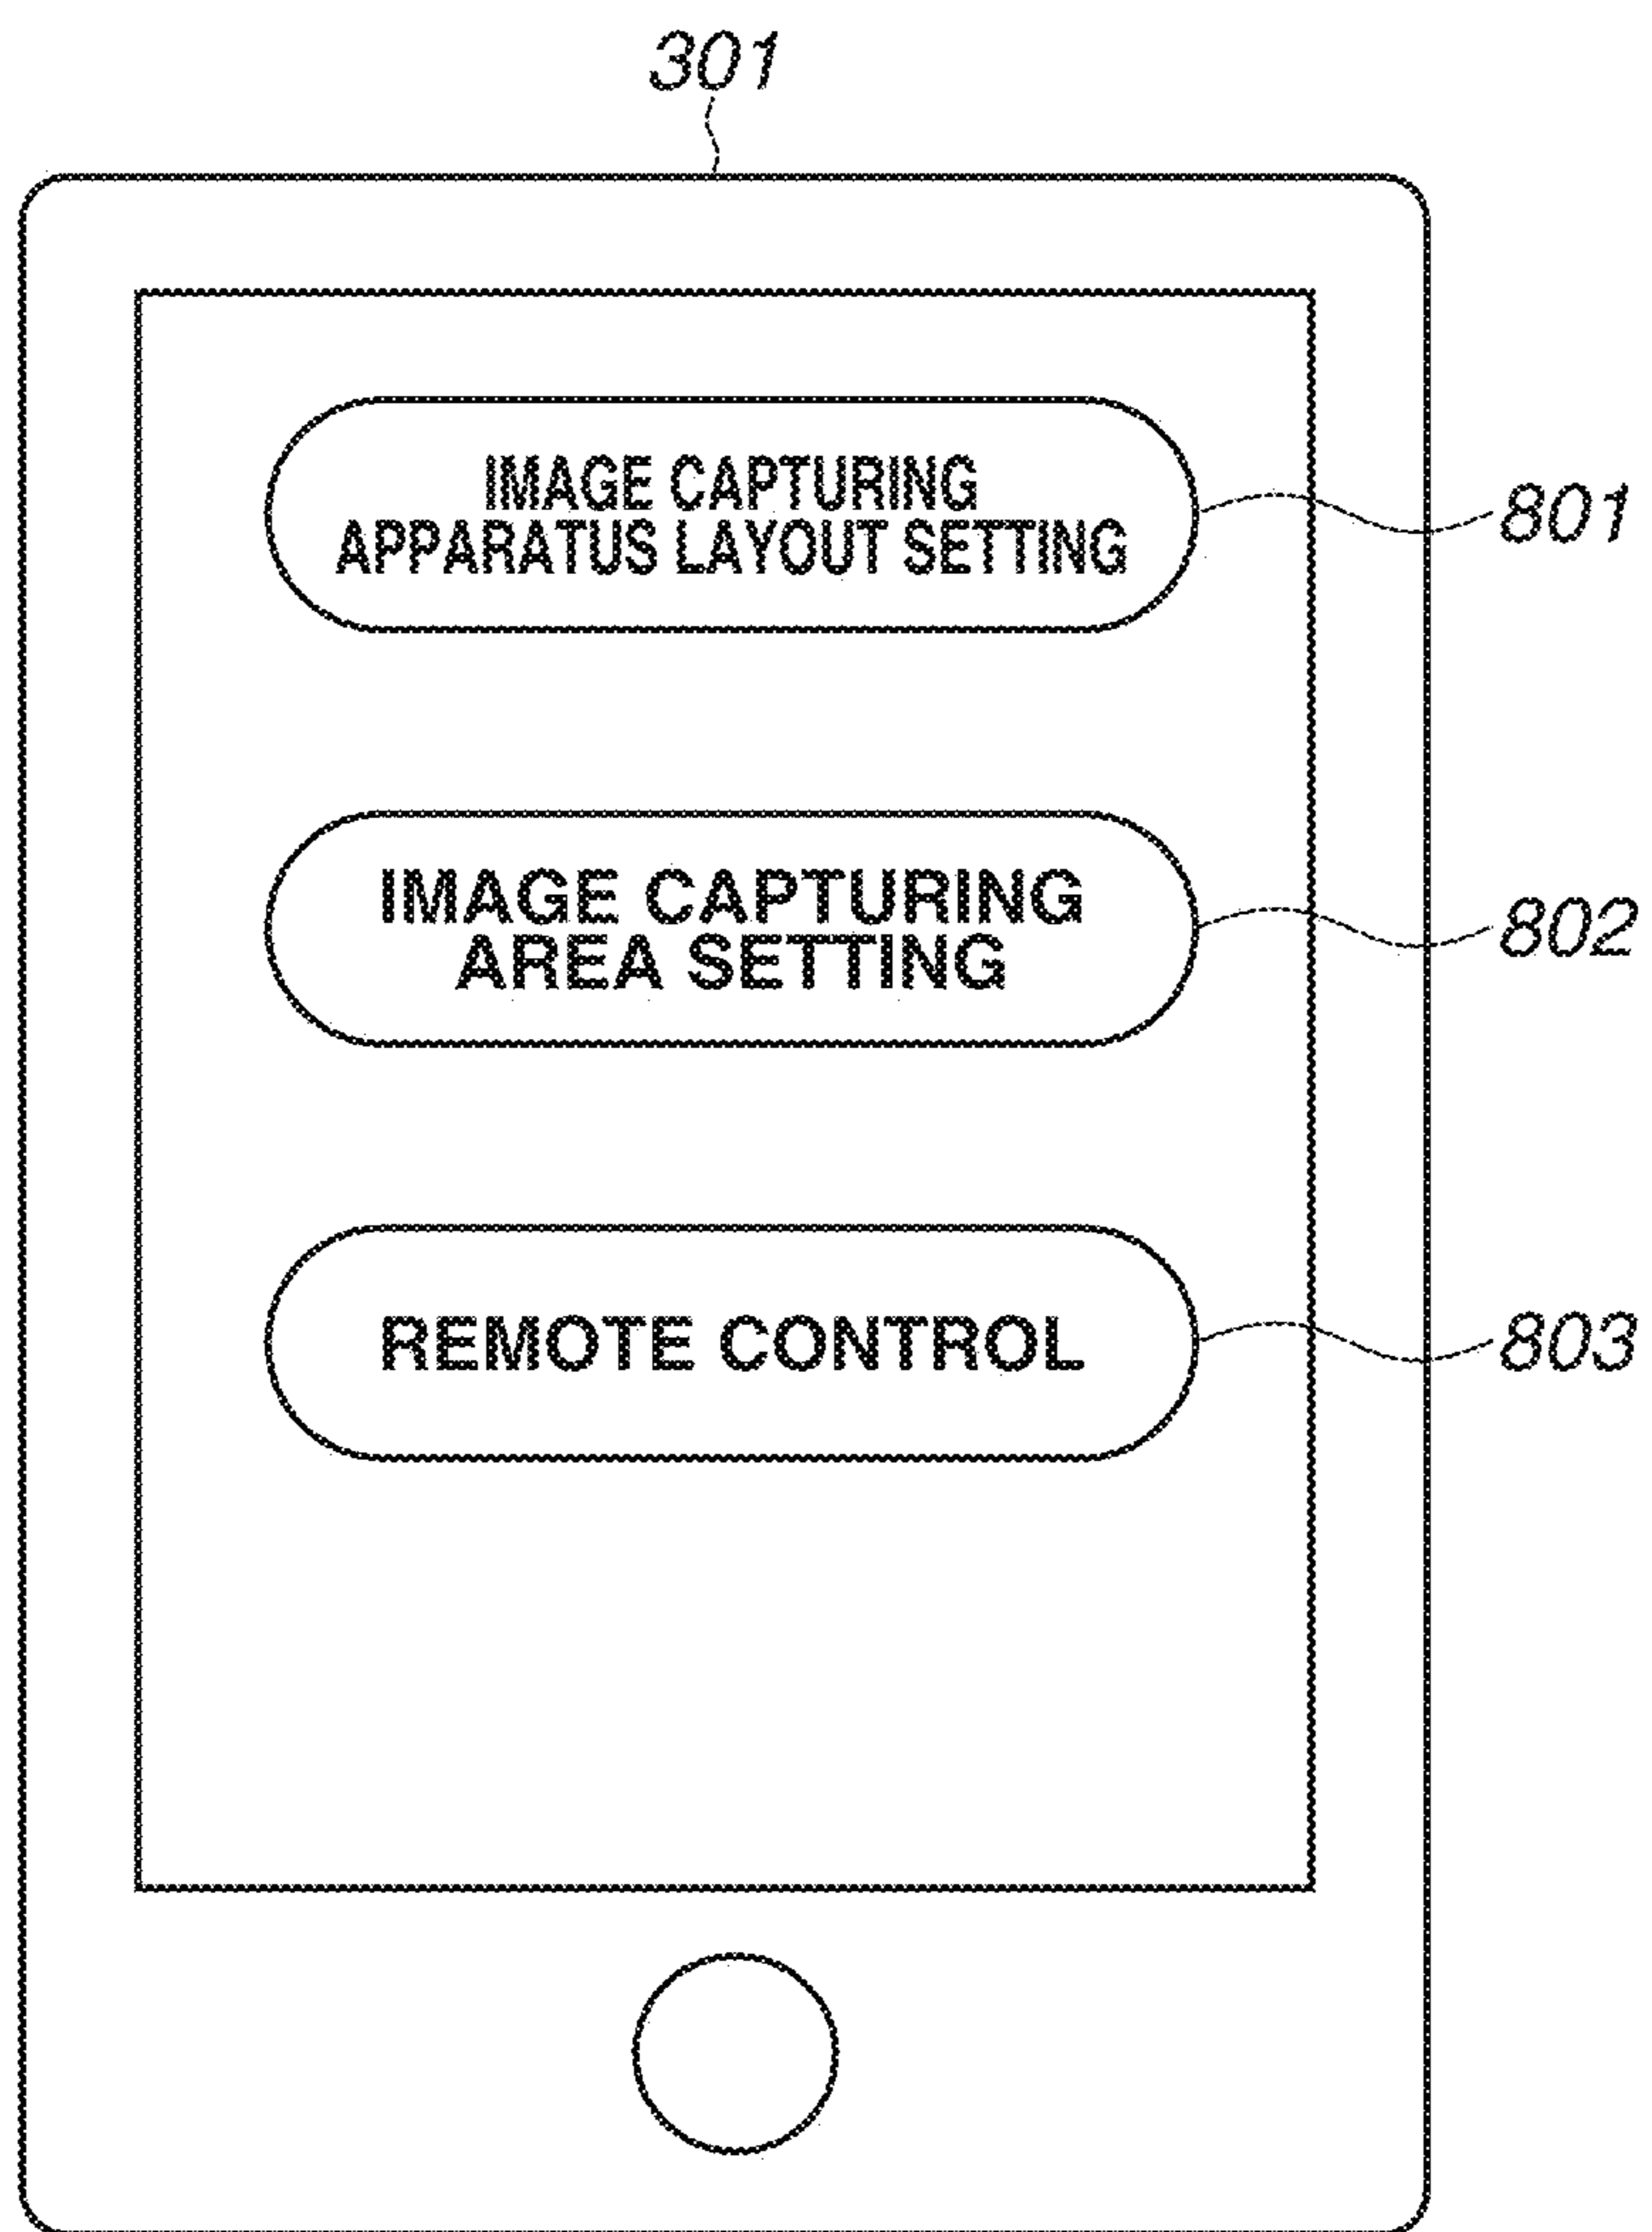 301
IMAGE CAPTURING
APPARATUS LAYOUT SETTING
801
IMAGE CAPTURING
AREA SETTING
802
REMOTE CONTROL
803